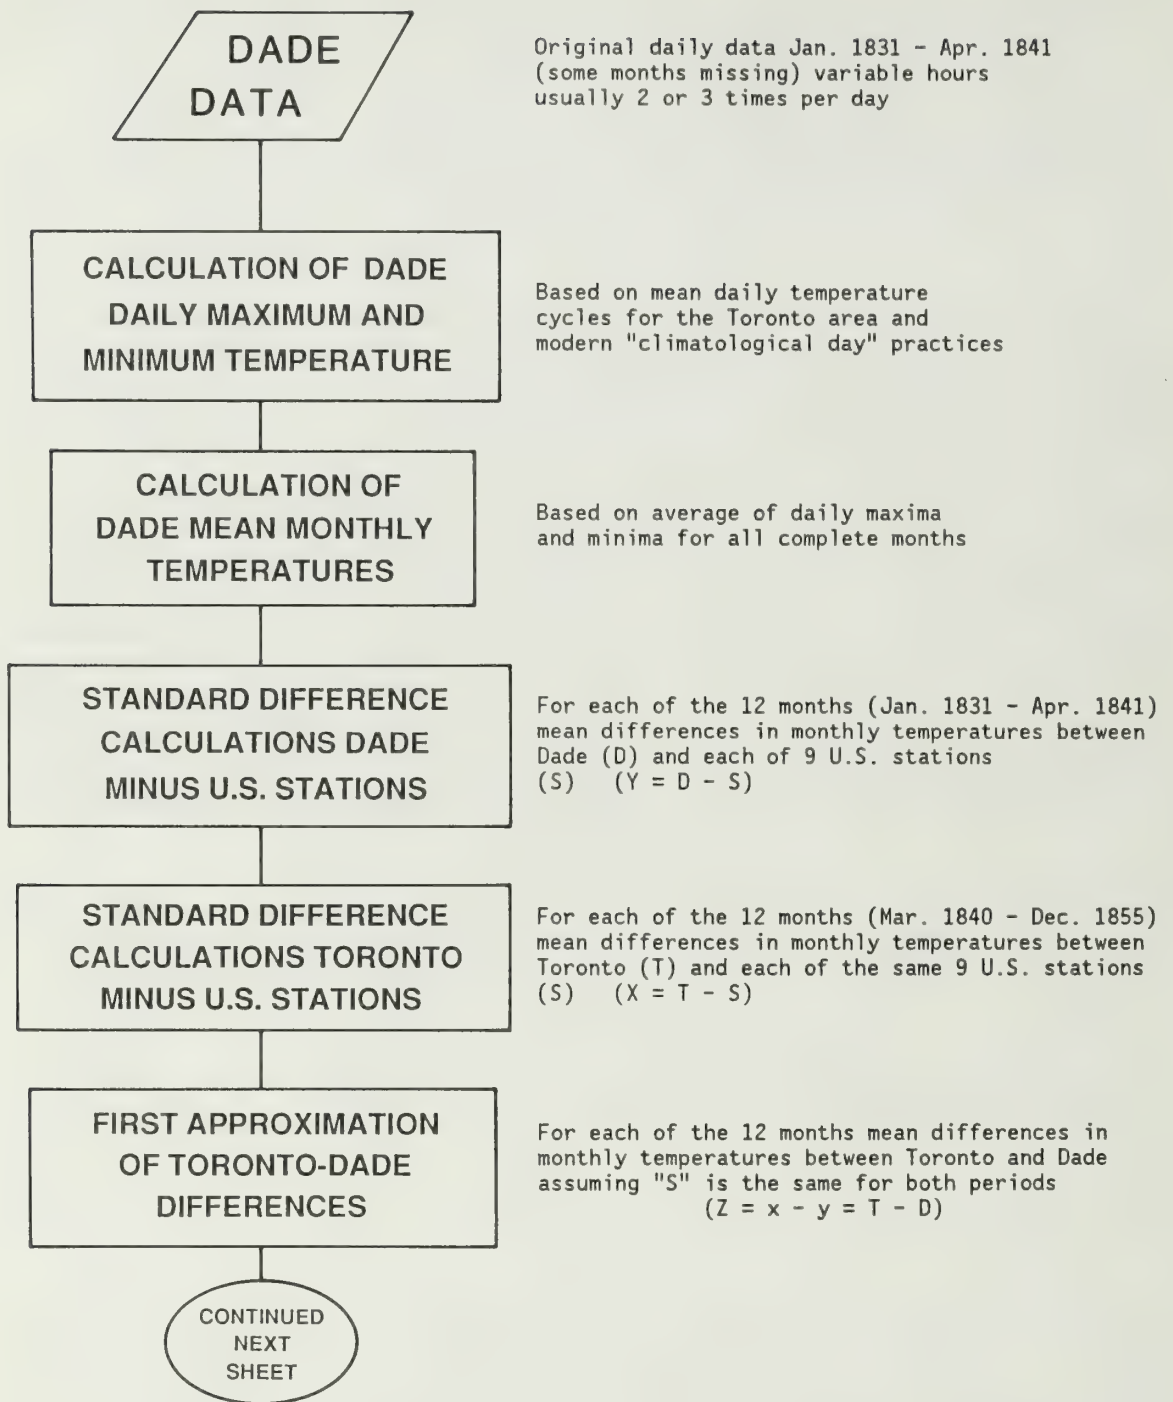 DADE
DATA
Original daily data Jan. 1831 - Apr. 1841
(some months missing) variable hours
usually 2 or 3 times per day
CALCULATION OF DADE
DAILY MAXIMUM AND
MINIMUM TEMPERATURE
Based on mean daily temperature
cycles for the Toronto area and
modern "climatological day" practices
CALCULATION OF
DADE MEAN MONTHLY
TEMPERATURES
Based on average of daily maxima
and minima for all complete months
STANDARD DIFFERENCE
CALCULATIONS DADE
MINUS U.S. STATIONS
For each of the 12 months (Jan. 1831 - Apr. 1841)
mean differences in monthly temperatures between
Dade (D) and each of 9 U.S. stations
(S) (Y = D - S)
STANDARD DIFFERENCE
CALCULATIONS TORONTO
MINUS U.S. STATIONS
For each of the 12 months (Mar. 1840 - Dec. 1855)
mean differences in monthly temperatures between
Toronto (T) and each of the same 9 U.S. stations
(S) (X = T - S)
FIRST APPROXIMATION
OF TORONTO-DADE
DIFFERENCES
For each of the 12 months mean differences in
monthly temperatures between Toronto and Dade
assuming "S" is the same for both periods
(Z = x - y = T - D)
CONTINUED
NEXT
SHEET